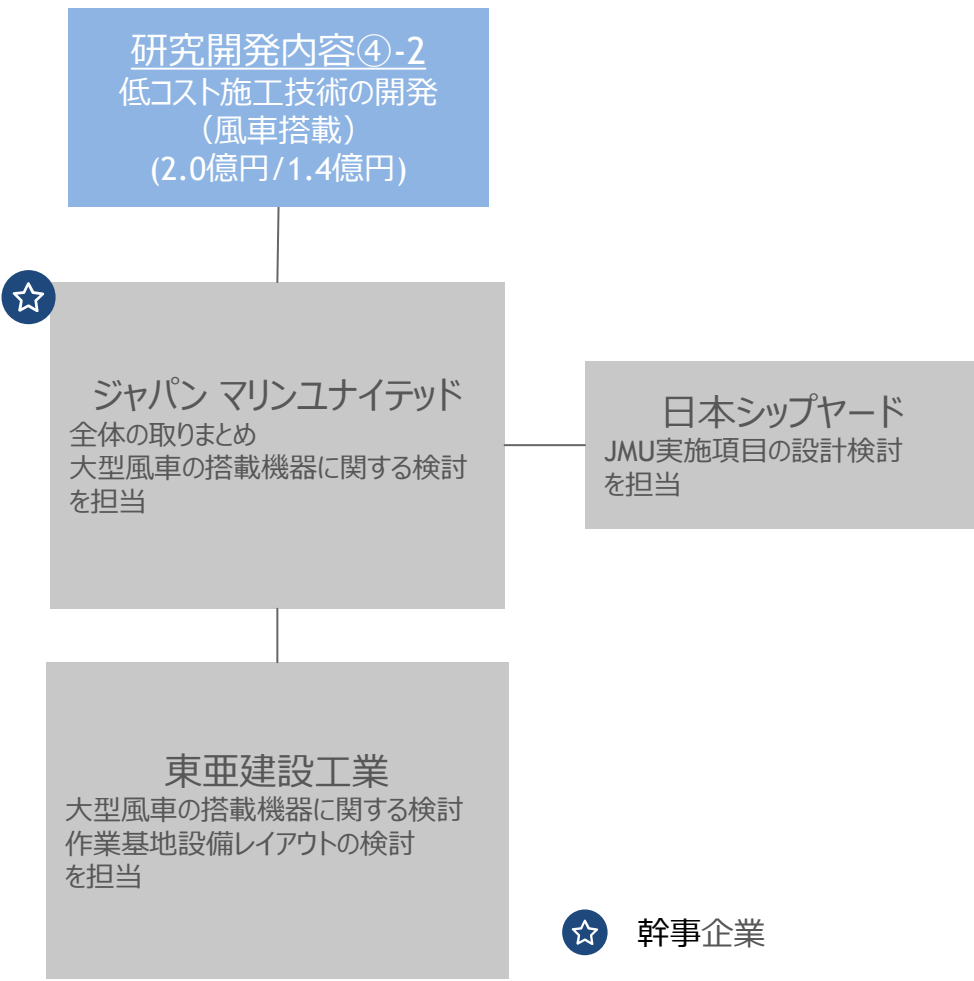 研究開発内容④-2
低コスト施工技術の開発
（風車搭載）
(2.0億円/1.4億円)
ジャパン マリンユナイテッド
全体の取りまとめ
大型風車の搭載機器に関する検討
を担当
日本シップヤード
JMU実施項目の設計検討
を担当
東亜建設工業
大型風車の搭載機器に関する検討
作業基地設備レイアウトの検討
を担当
幹事企業